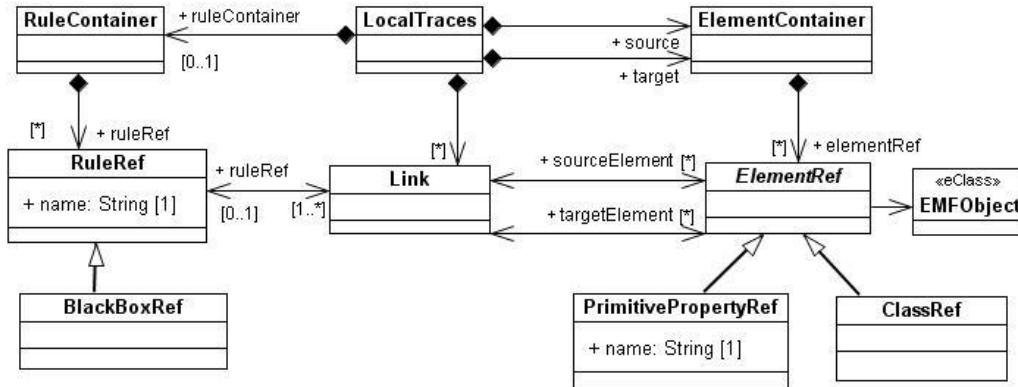 RuleContainer
+ ruleContainer
[0..1]
LocalTraces
+ source
+ target
ElementContainer
[*]
+ ruleRef
[*]
[*]
+ elementRef
RuleRef
+ name: String [1]
+ ruleRef
[0..1]
[1..*]
Link
+ sourceElement [*]
+ targetElement [*]
ElementRef
«eClass»
EMFObject
BlackBoxRef
PrimitivePropertyRef
+ name: String [1]
ClassRef